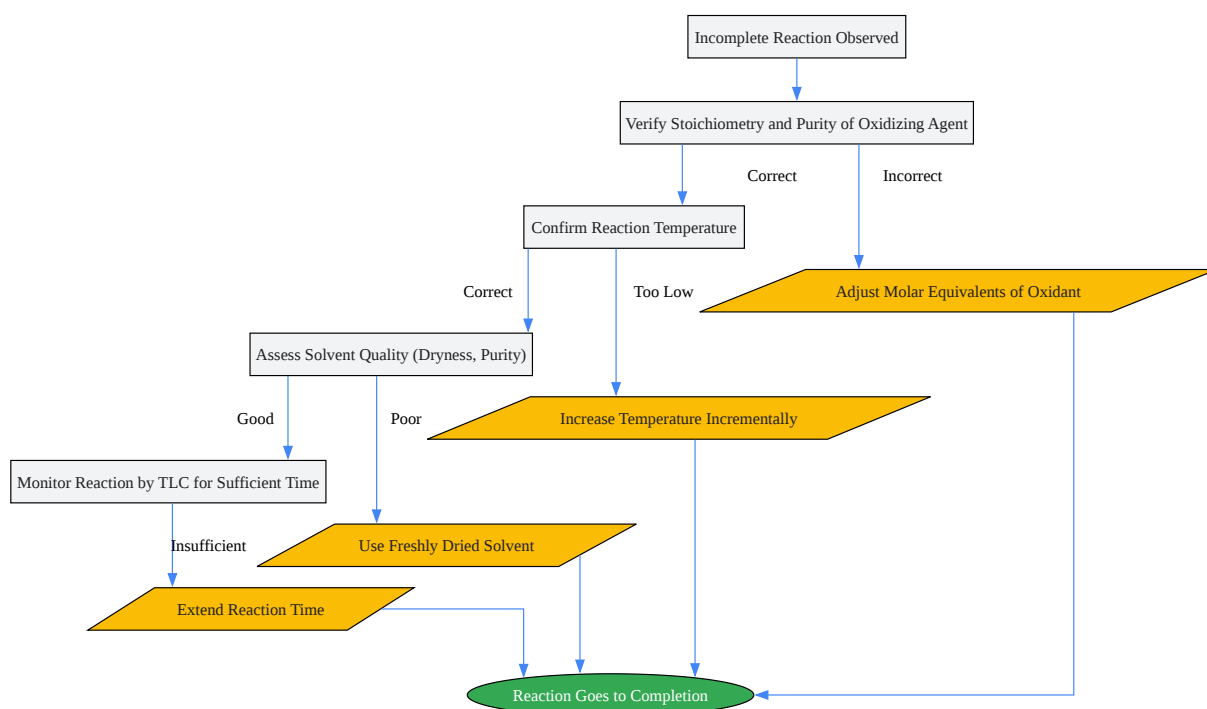 Incomplete Reaction Observed
Verify Stoichiometry and Purity of Oxidizing Agent
Correct
Incorrect
Confirm Reaction Temperature
Correct
Too Low
Adjust Molar Equivalents of Oxidant
Assess Solvent Quality (Dryness, Purity)
Good
Poor
Increase Temperature Incrementally
Monitor Reaction by TLC for Sufficient Time
Insufficient
Use Freshly Dried Solvent
Extend Reaction Time
Reaction Goes to Completion